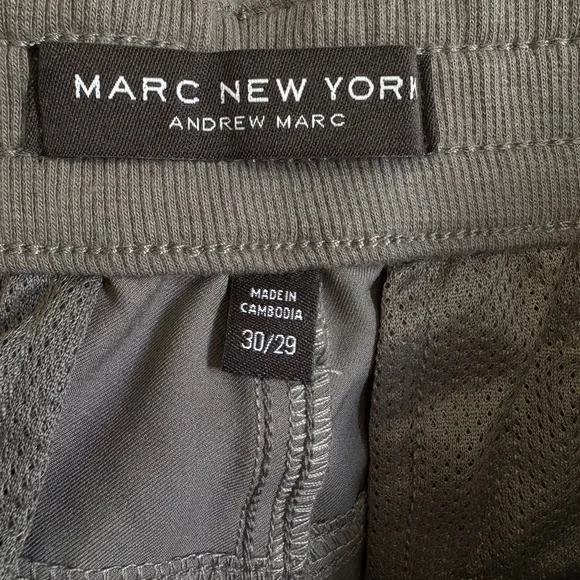 MARC NEW YORK
ANDREW MARC
MADE IN
CAMBODIA
30/29